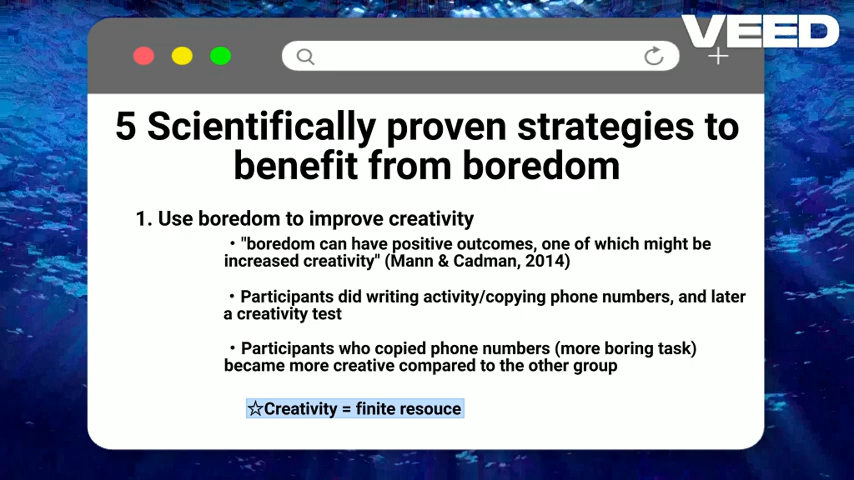 VEED
5 Scientifically proven strategies to
benefit from boredom
1. Use boredom to improve creativity
・"boredom can have positive outcomes, one of which might be
increased creativity" (Mann & Cadman, 2014)
・Participants did writing activity/copying phone numbers, and later
a creativity test
・Participants who copied phone numbers (more boring task)
became more creative compared to the other group
☆Creativity = finite resouce